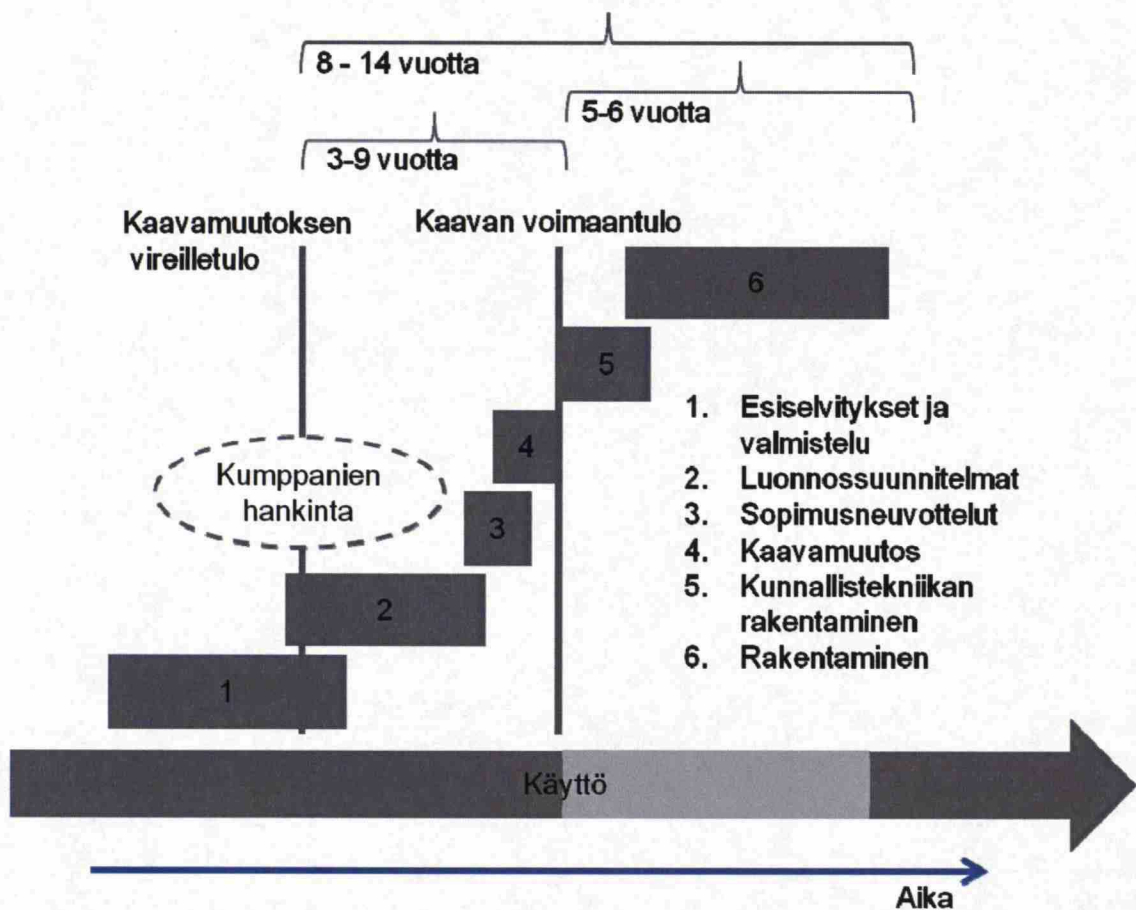 8 - 14 vuotta
5-6 vuotta
3-9 vuotta
Kaavamuutoksen
vireilletulo
Kaavan voimaantulo
6
5
4
Kumppanien
hankinta
3
2
1
1. Esiselvitykset ja
valmistelu
2. Luonnossuunnitelmat
3. Sopimusneuvottelut
4. Kaavamuutos
5. Kunnallistekniikan
rakentaminen
6. Rakentaminen
Käyttö
Aika